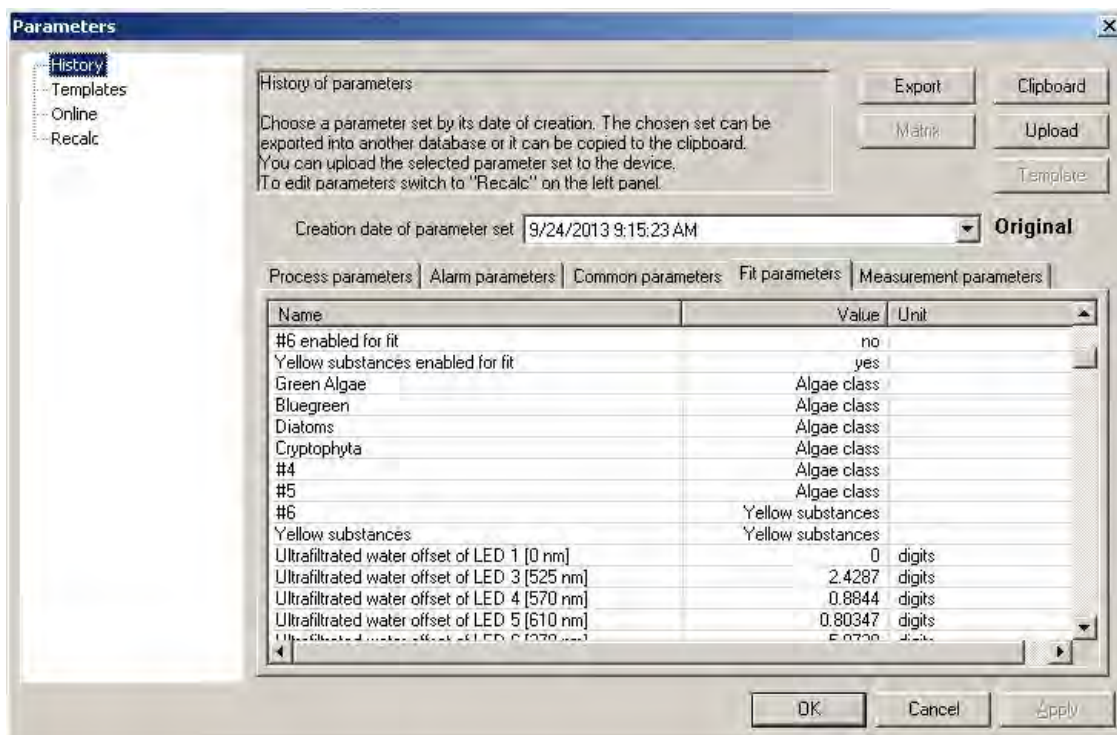 Parameters
History
Templates
Online
Recalc
History of parameters
Choose a parameter set by its date of creation. The chosen set can be
exported into another database or it can be copied to the clipboard.
You can upload the selected parameter set to the device.
To edit parameters switch to "Recalc" on the left panel.
Export Clipboard
Matrix Upload
Template
Creation date of parameter set 9/24/2013 9:15:23 AM Original
Process parameters Alarm parameters Common parameters Fit parameters Measurement parameters
Name Value Unit
#6 enabled for fit no
Yellow substances enabled for fit yes
Green Algae Algae class
Bluegreen Algae class
Diatoms Algae class
Cryptophyta Algae class
#4 Algae class
#5 Algae class
#6 Yellow substances
Yellow substances Yellow substances
Ultrafiltrated water offset of LED 1 [0 nm] 0 digits
Ultrafiltrated water offset of LED 3 [525 nm] 2.4287 digits
Ultrafiltrated water offset of LED 4 [570 nm] 0.8844 digits
Ultrafiltrated water offset of LED 5 [610 nm] 0.80347 digits
Ultrafiltrated water offset of LED
OK Cancel Apply